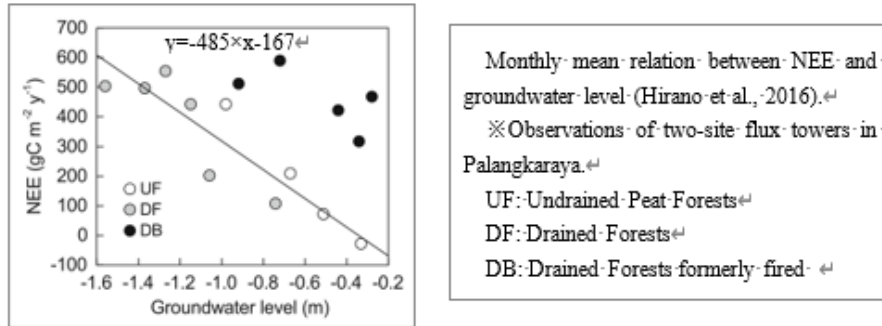 y=-485×x-167↵
700
600
500
400
300
200
100
0
-100
NEE (gC m⁻² y⁻¹)
UF
DF
DB
-1.6 -1.4 -1.2 -1.0 -0.8 -0.6 -0.4 -0.2
Groundwater level (m)
Monthly mean relation between NEE and
groundwater level (Hirano et al., 2016).↵
※Observations of two-site flux towers in
Palangkaraya.↵
UF: Undrained Peat Forests↵
DF: Drained Forests↵
DB: Drained Forests formerly fired ↵